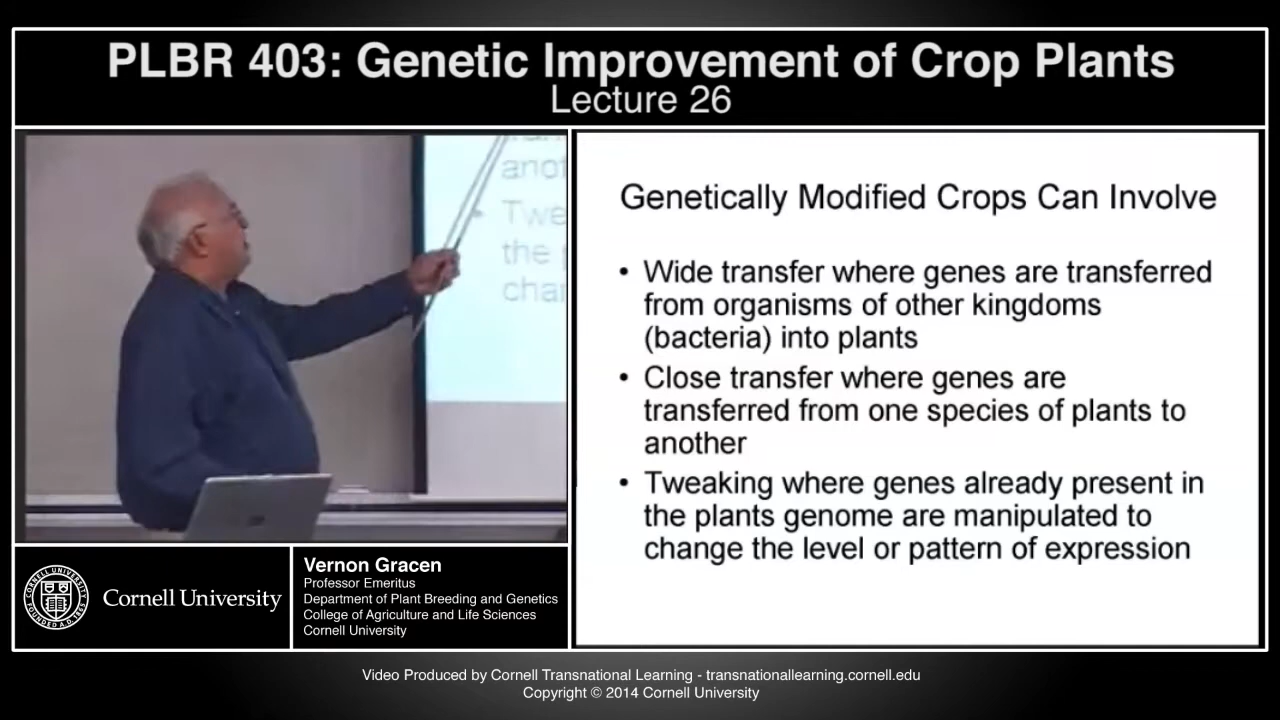 PLBR 403: Genetic Improvement of Crop Plants
Lecture 26
anot
Twe
the
char
Genetically Modified Crops Can Involve
• Wide transfer where genes are transferred
from organisms of other kingdoms
(bacteria) into plants
• Close transfer where genes are
transferred from one species of plants to
another
• Tweaking where genes already present in
the plants genome are manipulated to
change the level or pattern of expression
Cornell University
Vernon Gracen
Professor Emeritus
Department of Plant Breeding and Genetics
College of Agriculture and Life Sciences
Cornell University
Video Produced by Cornell Transnational Learning - transnationallearning.cornell.edu
Copyright © 2014 Cornell University